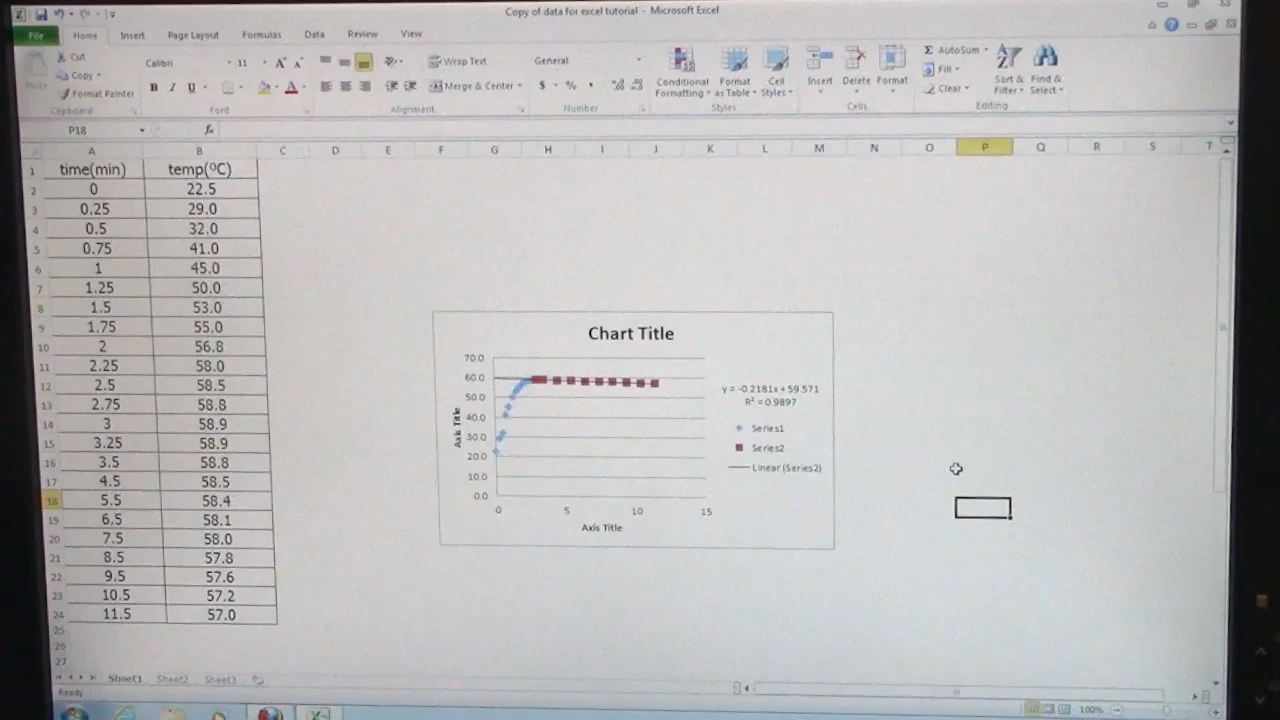 Copy of data for excel tutorial - Microsoft Excel
File Home Insert Page Layout Formulas Data Review View
Cut
Copy
Format Painter
Clipboard
Calibri 11
B I U
Font
Wrap Text
Merge & Center
Alignment
General
$ % ,
Number
Conditional Formatting
Format as Table
Cell Styles
Styles
Insert Delete Format
Cells
Σ AutoSum
Fill
Clear
Sort & Filter
Find & Select
Editing
P18 fx
A B C D E F G H I J K L M N O P Q R S T
1 time(min) temp(ºC)
2 0 22.5
3 0.25 29.0
4 0.5 32.0
5 0.75 41.0
6 1 45.0
7 1.25 50.0
8 1.5 53.0
9 1.75 55.0
10 2 56.8
11 2.25 58.0
12 2.5 58.5
13 2.75 58.8
14 3 58.9
15 3.25 58.9
16 3.5 58.8
17 4.5 58.5
18 5.5 58.4
19 6.5 58.1
20 7.5 58.0
21 8.5 57.8
22 9.5 57.6
23 10.5 57.2
24 11.5 57.0
25
26
27
Chart Title
70.0
60.0
50.0
40.0
30.0
20.0
10.0
0.0
Axis Title
0 5 10 15
Axis Title
y = -0.2181x + 59.571
R² = 0.9897
Series1
Series2
Linear (Series2)
Sheet1 Sheet2 Sheet3
Ready
100%